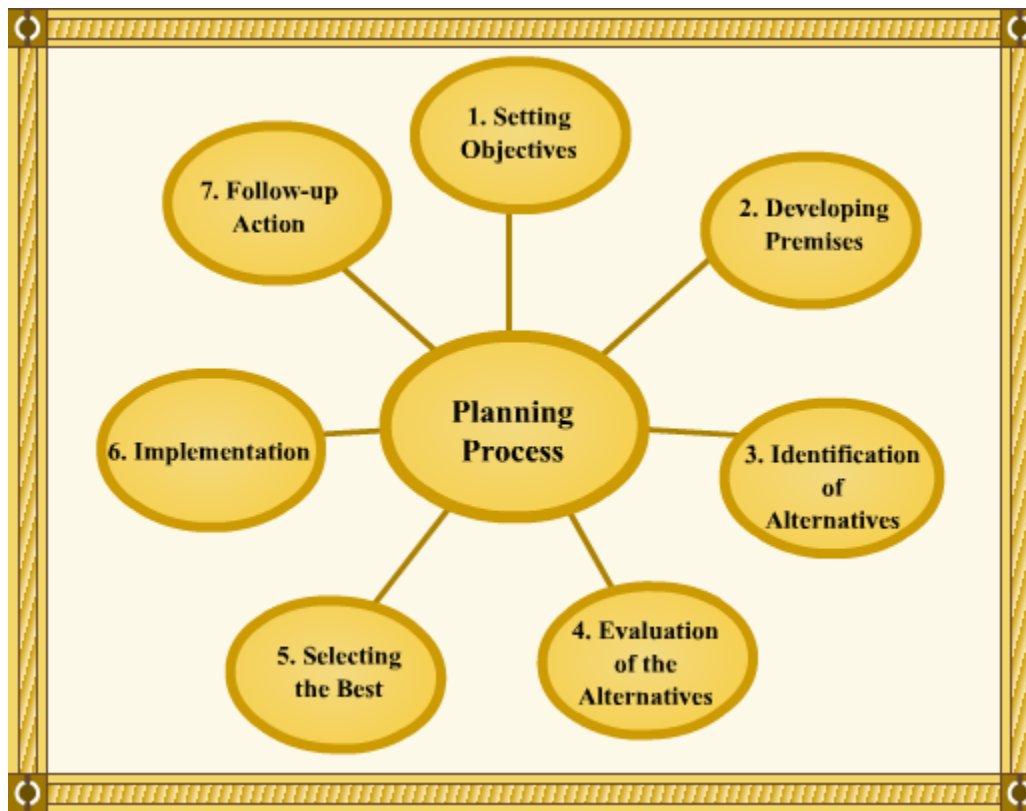 Planning
Process
1. Setting
Objectives
2. Developing
Premises
3. Identification
of
Alternatives
4. Evaluation
of the
Alternatives
5. Selecting
the Best
6. Implementation
7. Follow-up
Action